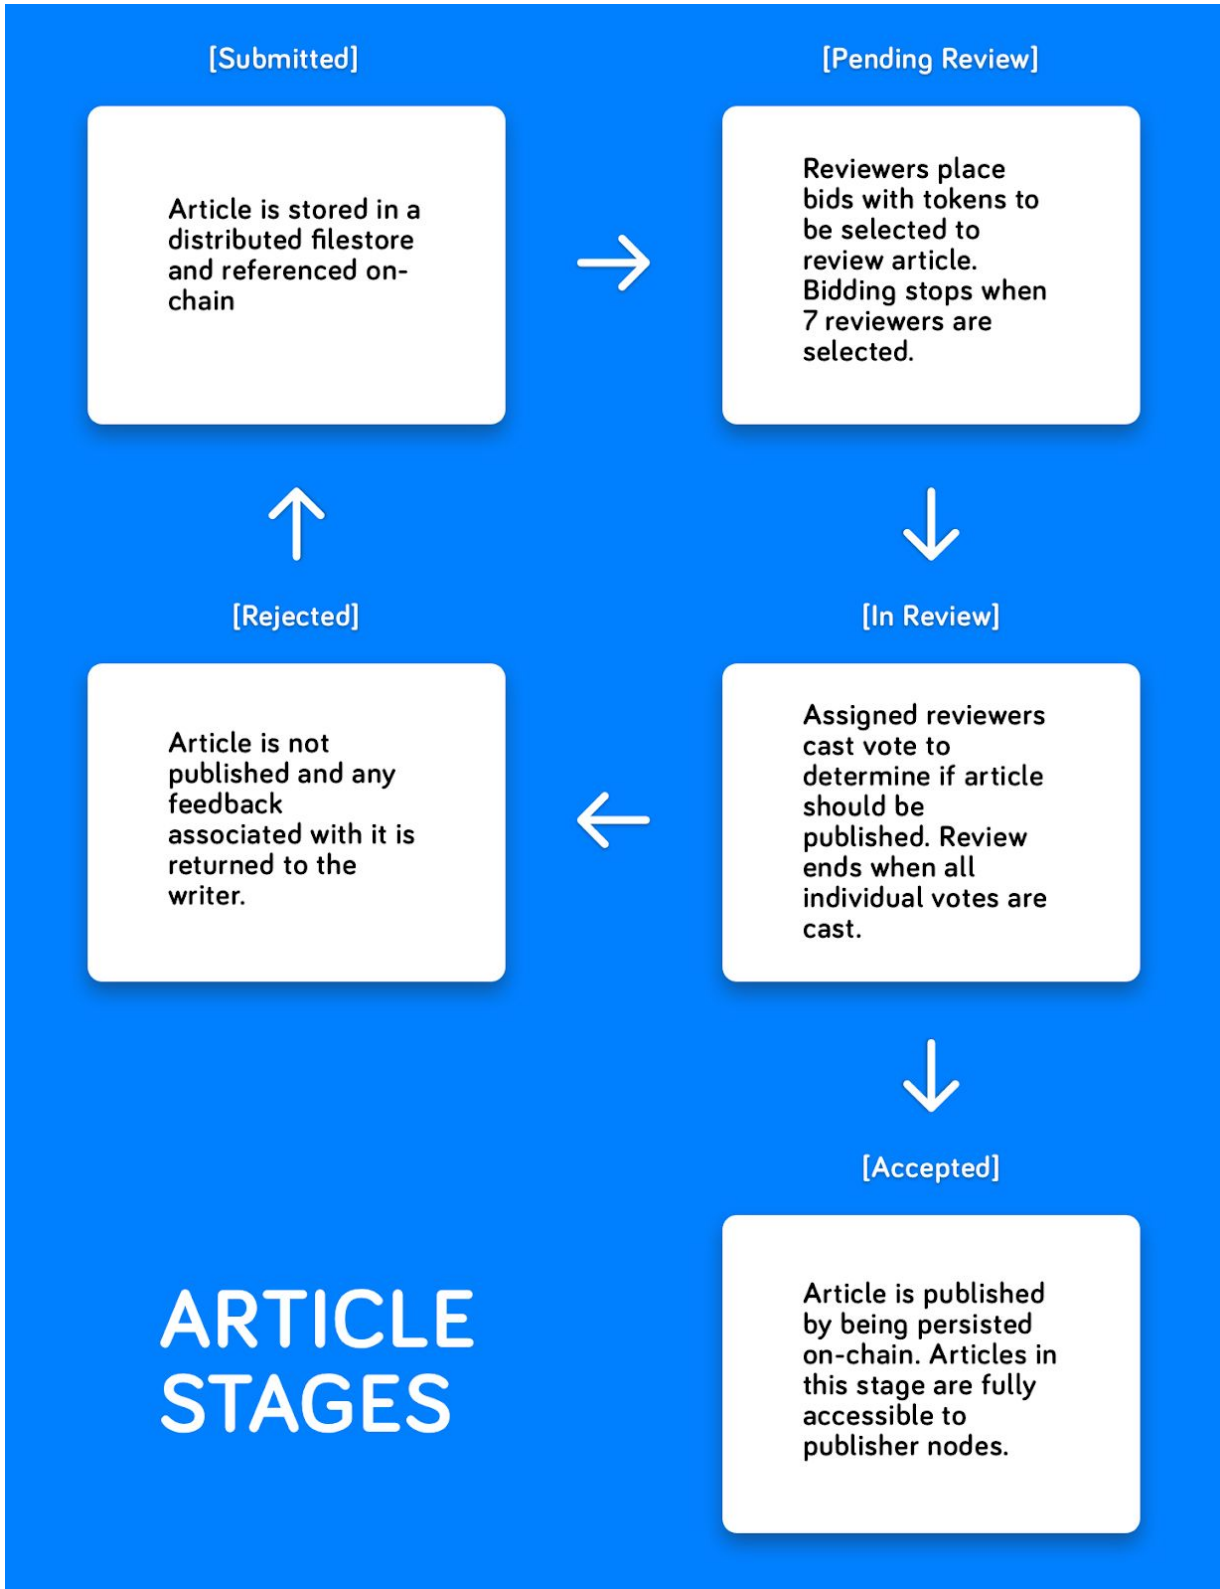 [Submitted]
Article is stored in a
distributed filestore
and referenced on-
chain
[Pending Review]
Reviewers place
bids with tokens to
be selected to
review article.
Bidding stops when
7 reviewers are
selected.
[In Review]
Assigned reviewers
cast vote to
determine if article
should be
published. Review
ends when all
individual votes are
cast.
[Rejected]
Article is not
published and any
feedback
associated with it is
returned to the
writer.
[Accepted]
Article is published
by being persisted
on-chain. Articles in
this stage are fully
accessible to
publisher nodes.
ARTICLE
STAGES